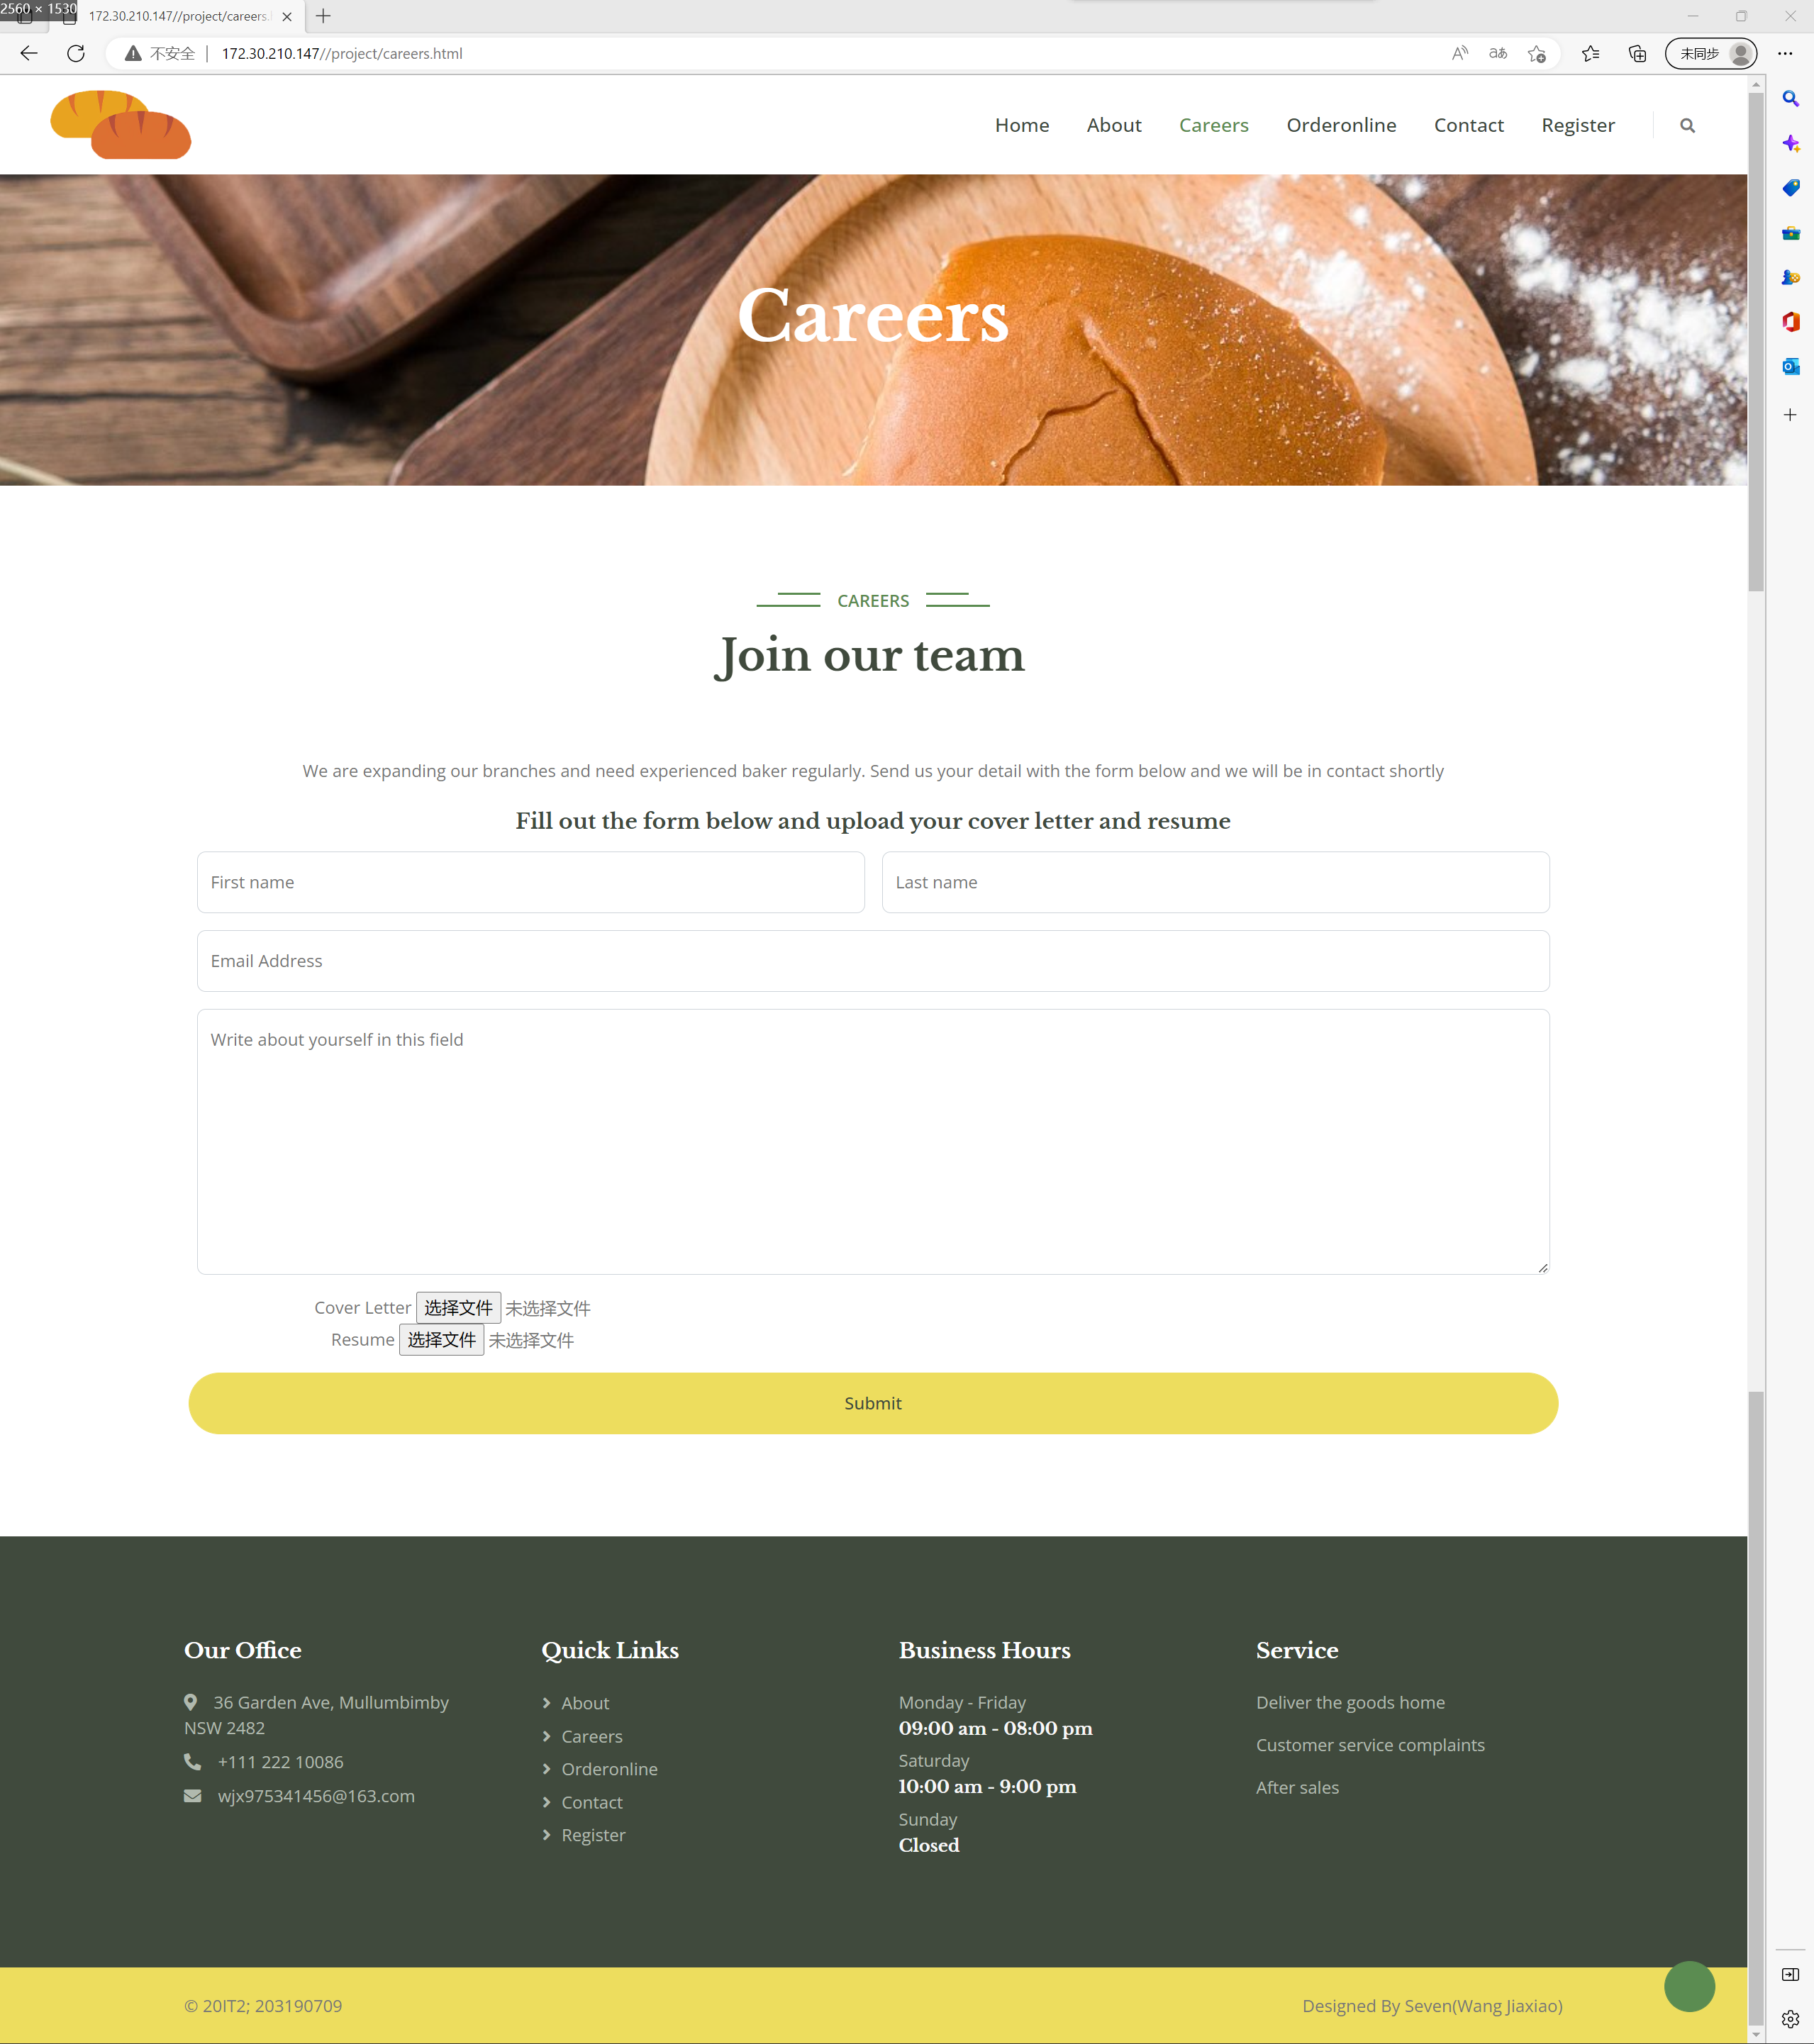 2560 × 1530
172.30.210.147//project/careers.
不安全
172.30.210.147//project/careers.html
未同步
Home
About
Careers
Orderonline
Contact
Register
Careers
CAREERS
Join our team
We are expanding our branches and need experienced baker regularly. Send us your detail with the form below and we will be in contact shortly
Fill out the form below and upload your cover letter and resume
First name
Last name
Email Address
Write about yourself in this field
Cover Letter 选择文件 未选择文件
Resume 选择文件 未选择文件
Submit
Our Office
36 Garden Ave, Mullumbimby
NSW 2482
+111 222 10086
wjx975341456@163.com
Quick Links
About
Careers
Orderonline
Contact
Register
Business Hours
Monday - Friday
09:00 am - 08:00 pm
Saturday
10:00 am - 9:00 pm
Sunday
Closed
Service
Deliver the goods home
Customer service complaints
After sales
© 20IT2; 203190709
Designed By Seven(Wang Jiaxiao)